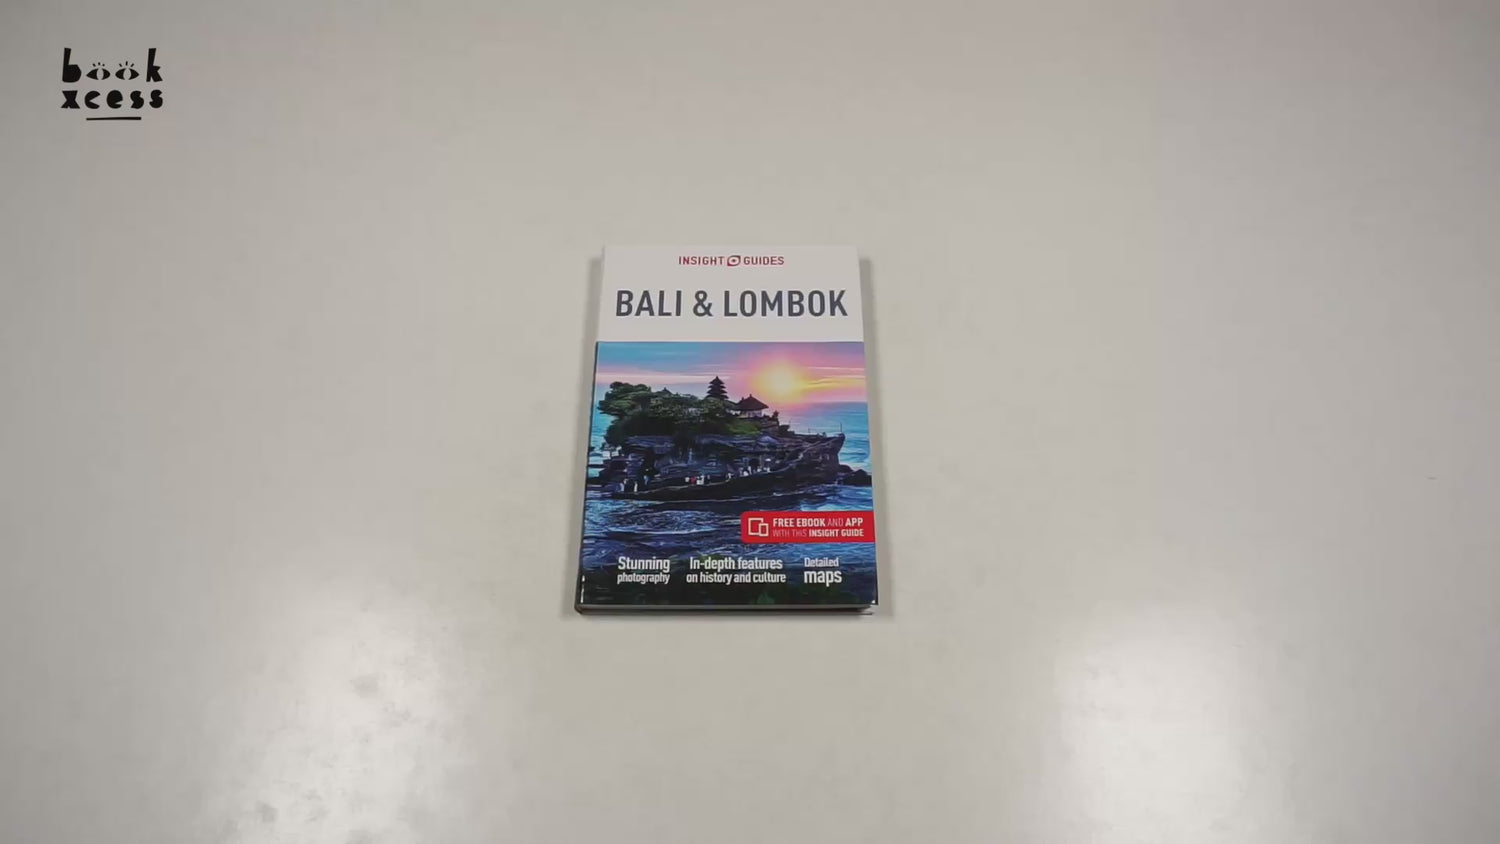 book
xcess
INSIGHT GUIDES
BALI & LOMBOK
FREE EBOOK AND APP
WITH THIS INSIGHT GUIDE
Stunning
photography
In-depth features
on history and culture
Detailed
maps